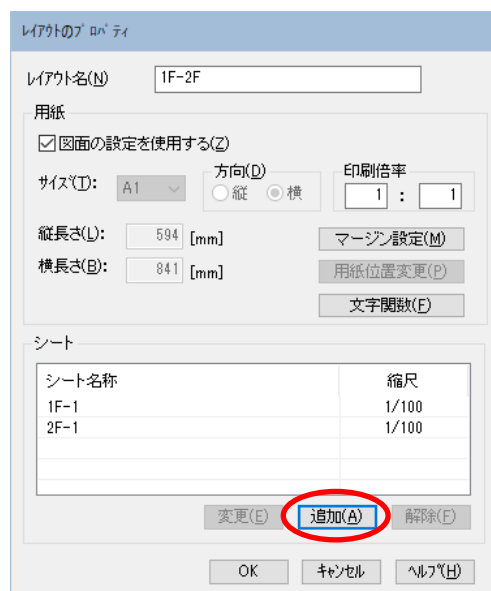 レイアウトのプロパティ
レイアウト名(N) 1F-2F
用紙
図面の設定を使用する(Z)
サイズ(T): A1
方向(D)
縦 横
印刷倍率
1 : 1
縦長さ(L): 594 [mm]
マージン設定(M)
横長さ(B): 841 [mm]
用紙位置変更(P)
文字関数(F)
シート
シート名称 縮尺
1F-1 1/100
2F-1 1/100
変更(E) 追加(A) 解除(F)
OK キャンセル ヘルプ(H)